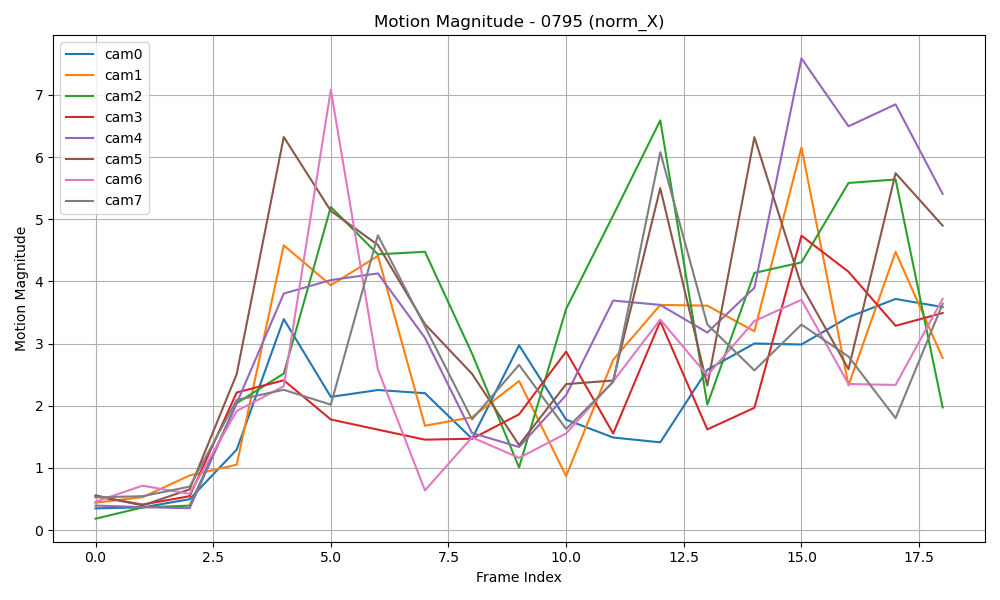 Motion Magnitude - 0795 (norm_X)
cam0
cam1
cam2
cam3
cam4
cam5
cam6
cam7
Motion Magnitude
7
6
5
4
3
2
1
0
0.0 2.5 5.0 7.5 10.0 12.5 15.0 17.5
Frame Index